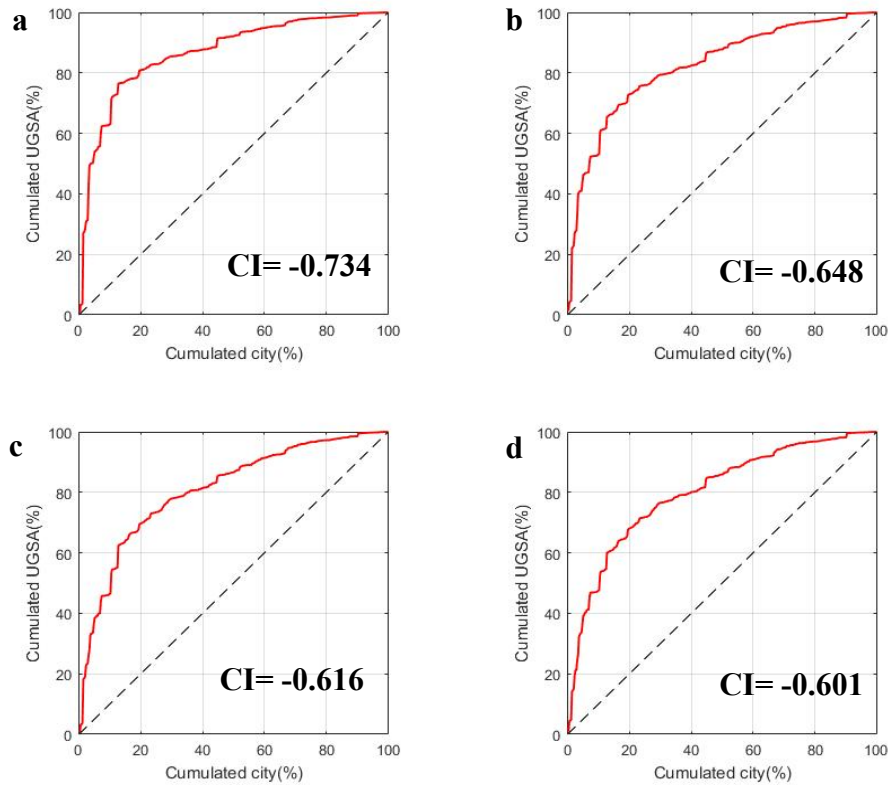 a
100
80
60
40
20
0
Cumulated UGSA(%)
CI= -0.734
0 20 40 60 80 100
Cumulated city(%)
b
100
80
60
40
20
0
Cumulated UGSA(%)
CI= -0.648
0 20 40 60 80 100
Cumulated city(%)
c
100
80
60
40
20
0
Cumulated UGSA(%)
CI= -0.616
0 20 40 60 80 100
Cumulated city(%)
d
100
80
60
40
20
0
Cumulated UGSA(%)
CI= -0.601
0 20 40 60 80 100
Cumulated city(%)